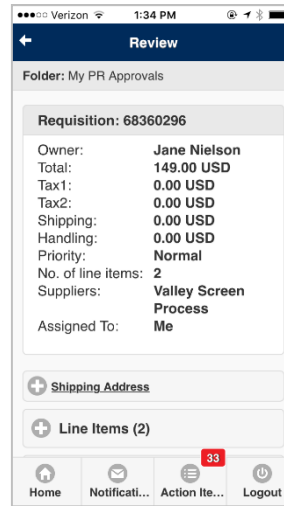 Verizon 1:34 PM
Review
Folder: My PR Approvals
Requisition: 68360296
Owner: Jane Nielson
Total: 149.00 USD
Tax1: 0.00 USD
Tax2: 0.00 USD
Shipping: 0.00 USD
Handling: 0.00 USD
Priority: Normal
No. of line items: 2
Suppliers: Valley Screen
Process
Assigned To: Me
Shipping Address
Line Items (2)
33
Home Notificati... Action Ite... Logout